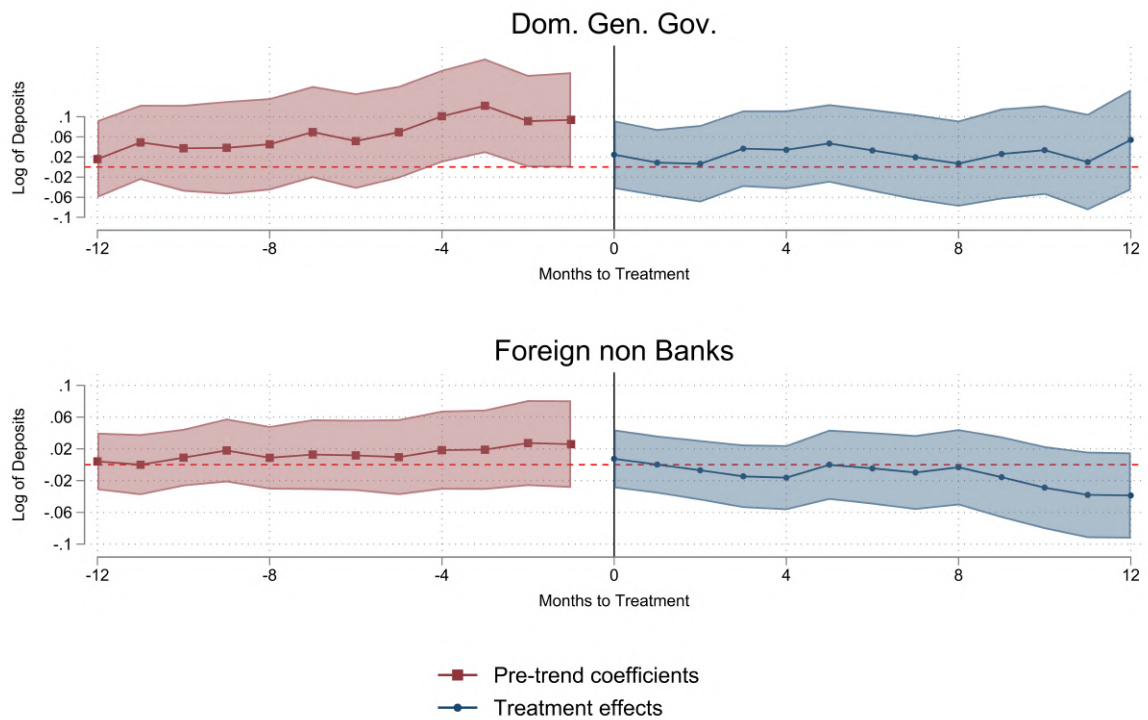 Dom. Gen. Gov.
Log of Deposits
.1
.06
.02
-.02
-.06
-.1
-12 -8 -4 0 4 8 12
Months to Treatment
Foreign non Banks
Log of Deposits
.1
.06
.02
-.02
-.06
-.1
-12 -8 -4 0 4 8 12
Months to Treatment
Pre-trend coefficients
Treatment effects